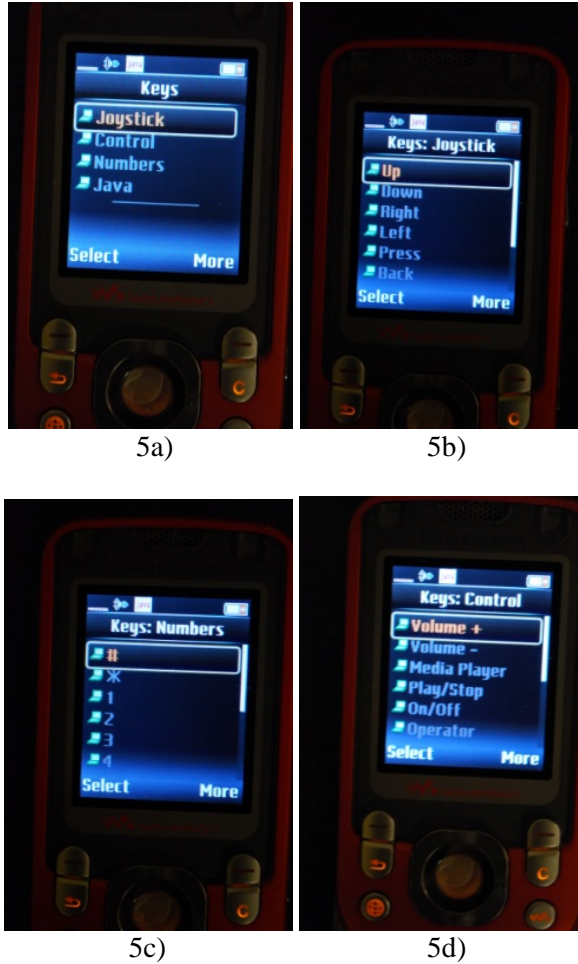 Keys
Joystick
Control
Numbers
Java
Select More
5a)
Keys: Joystick
Up
Down
Right
Left
Press
Back
Select More
5b)
Keys: Numbers
#
*
1
2
3
4
Select More
5c)
Keys: Control
Volume +
Volume -
Media Player
Play/Stop
On/Off
Operator
Select More
5d)